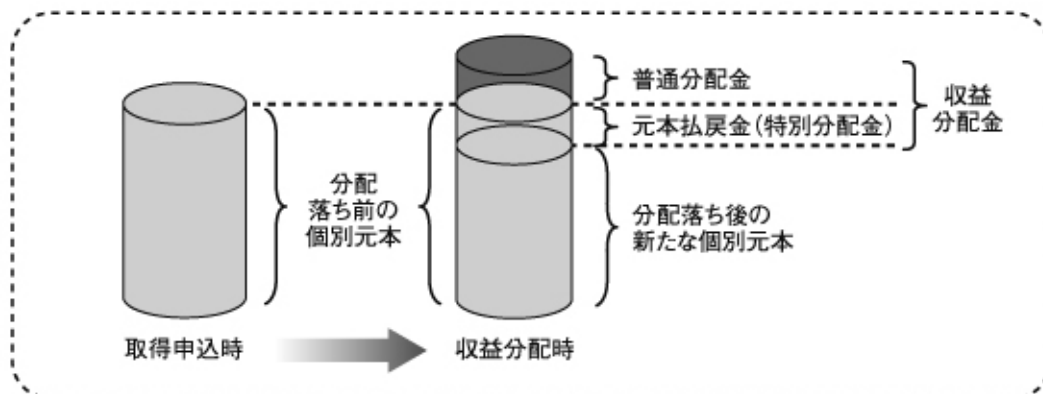 普通分配金
元本払戻金(特別分配金)
収益
分配金
分配
落ち前の
個別元本
分配落ち後の
新たな個別元本
取得申込時
収益分配時